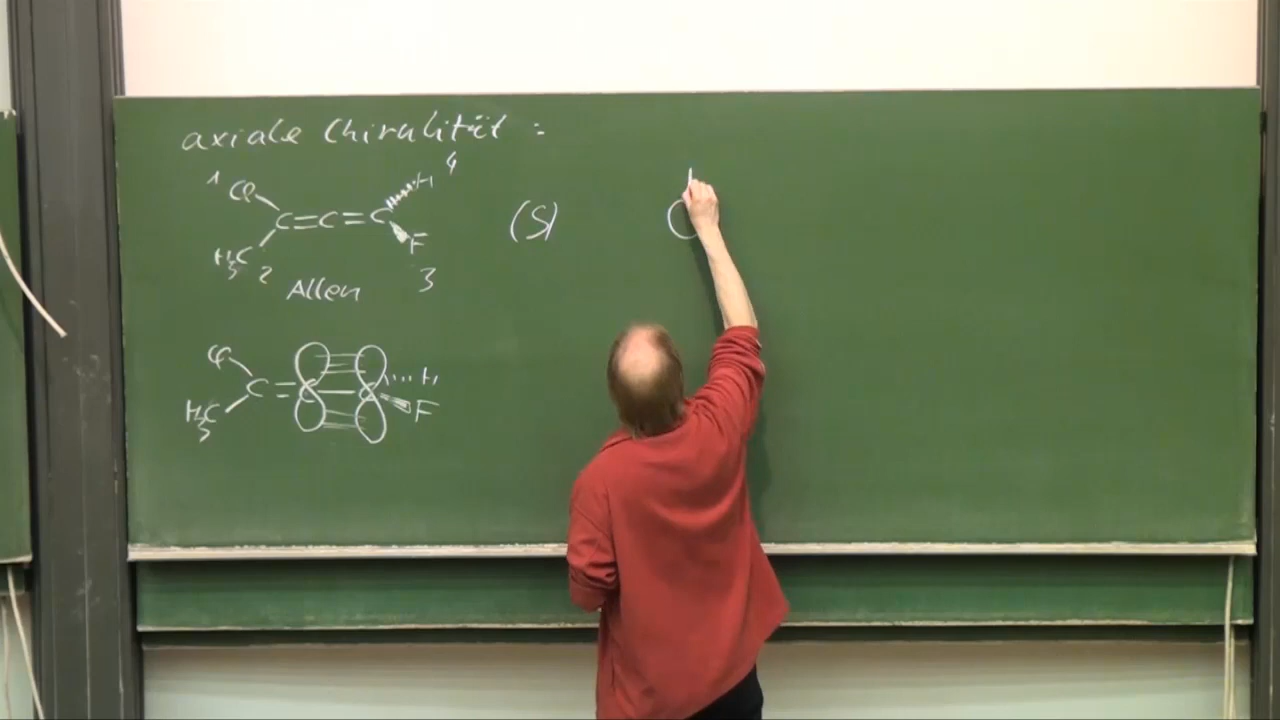 axiale Chiralität :
4
1 Cl H
C=C=C (S)
H3C 2 F
Allen 3
Cl
C= C C H
H3C F